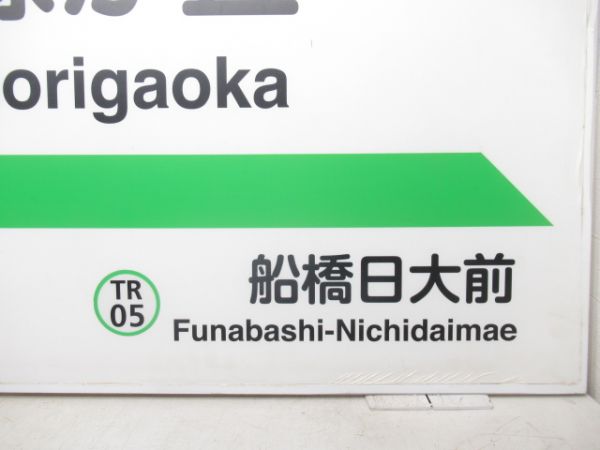 origaoka
TR
05
船橋日大前
Funabashi-Nichidaimae